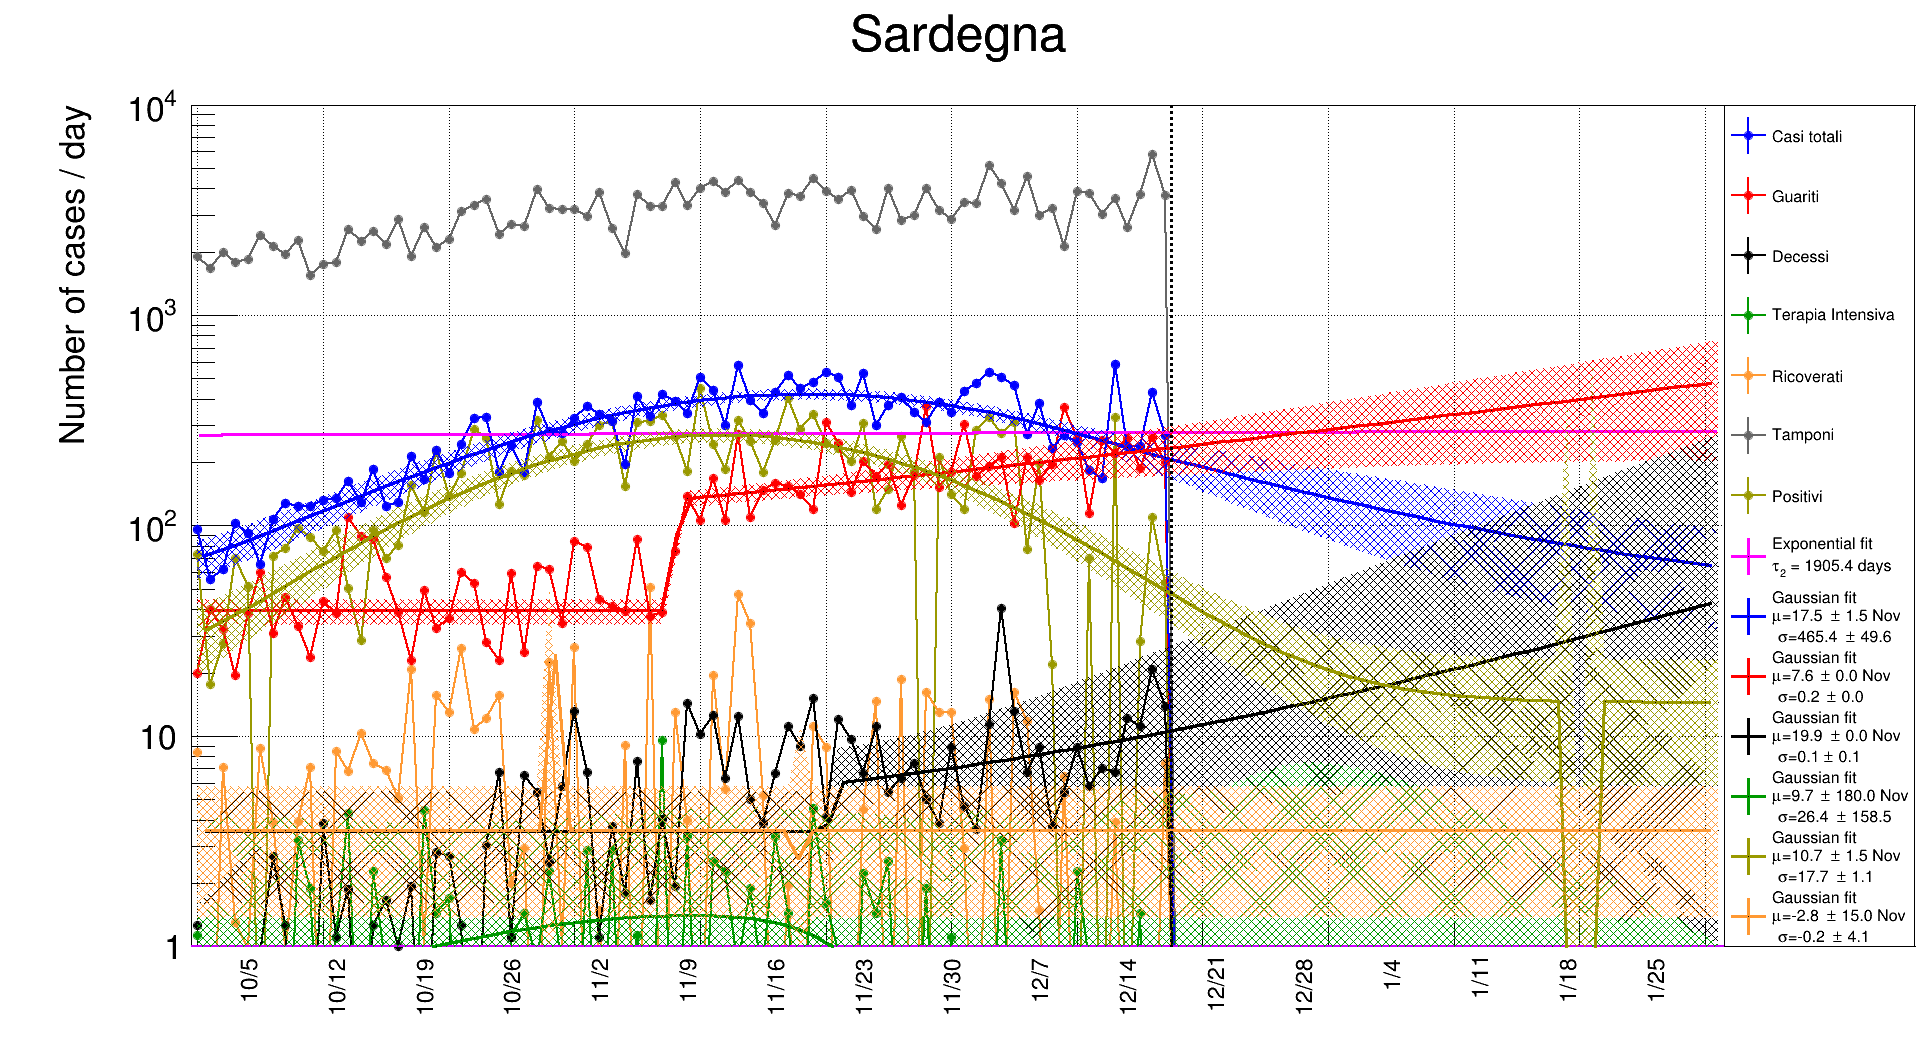 Sardegna
Number of cases / day
10⁴
10³
10²
10
1
10/5
10/12
10/19
10/26
11/2
11/9
11/16
11/23
11/30
12/7
12/14
12/21
12/28
1/4
1/11
1/18
1/25
Casi totali
Guariti
Decessi
Terapia Intensiva
Ricoverati
Tamponi
Positivi
Exponential fit
τ₂ = 1905.4 days
Gaussian fit
μ=17.5 ± 1.5 Nov
σ=465.4 ± 49.6
Gaussian fit
μ=7.6 ± 0.0 Nov
σ=0.2 ± 0.0
Gaussian fit
μ=19.9 ± 0.0 Nov
σ=0.1 ± 0.1
Gaussian fit
μ=9.7 ± 180.0 Nov
σ=26.4 ± 158.5
Gaussian fit
μ=10.7 ± 1.5 Nov
σ=17.7 ± 1.1
Gaussian fit
μ=-2.8 ± 15.0 Nov
σ=-0.2 ± 4.1